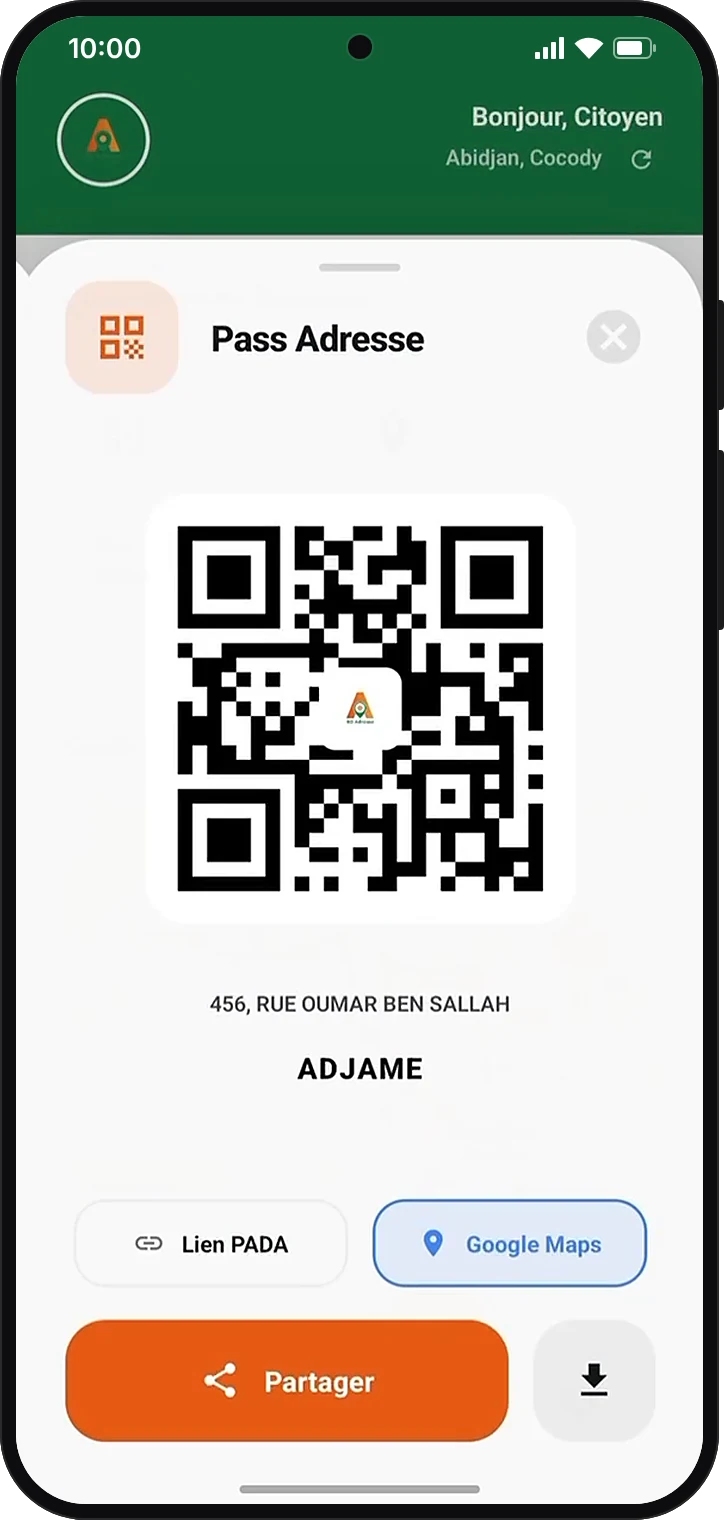 10:00
Bonjour, Citoyen
Abidjan, Cocody
Pass Adresse
456, RUE OUMAR BEN SALLAH
ADJAME
Lien PADA
Google Maps
Partager